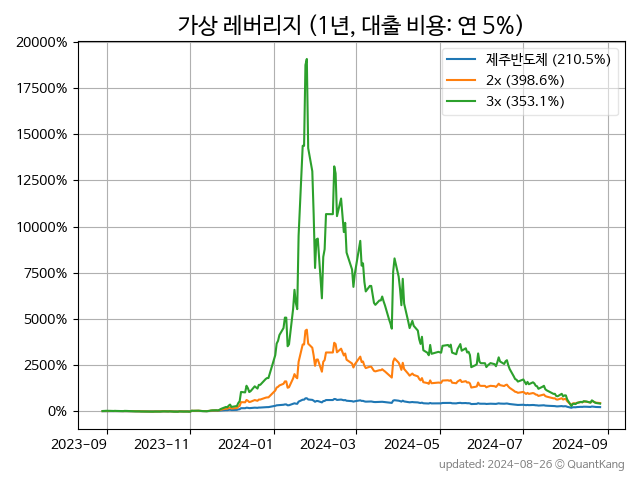 가상 레버리지 (1년, 대출 비용: 연 5%)
20000%
17500%
15000%
12500%
10000%
7500%
5000%
2500%
0%
제주반도체 (210.5%)
2x (398.6%)
3x (353.1%)
2023-09 2023-11 2024-01 2024-03 2024-05 2024-07 2024-09
updated: 2024-08-26 © QuantKang